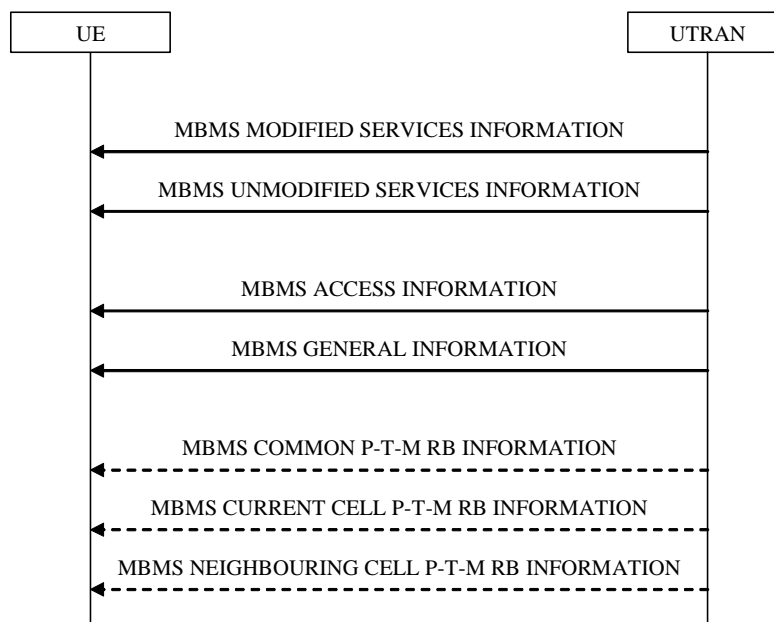 UE
UTRAN
MBMS MODIFIED SERVICES INFORMATION
MBMS UNMODIFIED SERVICES INFORMATION
MBMS ACCESS INFORMATION
MBMS GENERAL INFORMATION
MBMS COMMON P-T-M RB INFORMATION
MBMS CURRENT CELL P-T-M RB INFORMATION
MBMS NEIGHBOURING CELL P-T-M RB INFORMATION